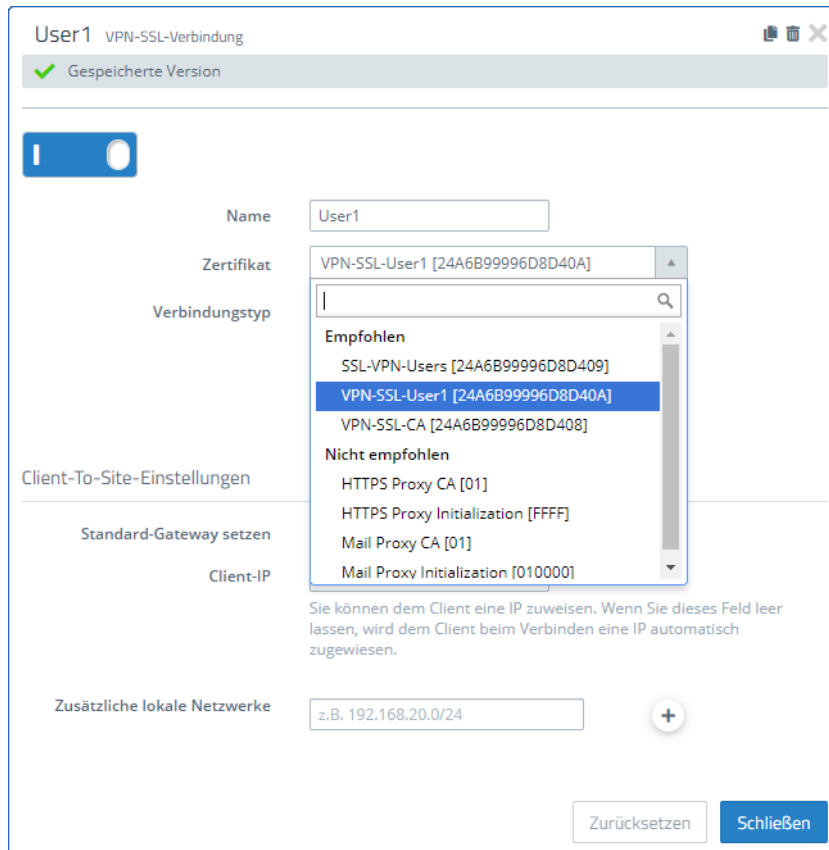 User1 VPN-SSL-Verbindung
Gespeicherte Version
Name User1
Zertifikat VPN-SSL-User1 [24A6B99996D8D40A]
Verbindungstyp
Empfohlen
SSL-VPN-Users [24A6B99996D8D409]
VPN-SSL-User1 [24A6B99996D8D40A]
VPN-SSL-CA [24A6B99996D8D408]
Nicht empfohlen
HTTPS Proxy CA [01]
HTTPS Proxy Initialization [FFFF]
Mail Proxy CA [01]
Mail Proxy Initialization [010000]
Client-To-Site-Einstellungen
Standard-Gateway setzen
Client-IP
Sie können dem Client eine IP zuweisen. Wenn Sie dieses Feld leer
lassen, wird dem Client beim Verbinden eine IP automatisch
zugewiesen.
Zusätzliche lokale Netzwerke z.B. 192.168.20.0/24
Zurücksetzen Schließen